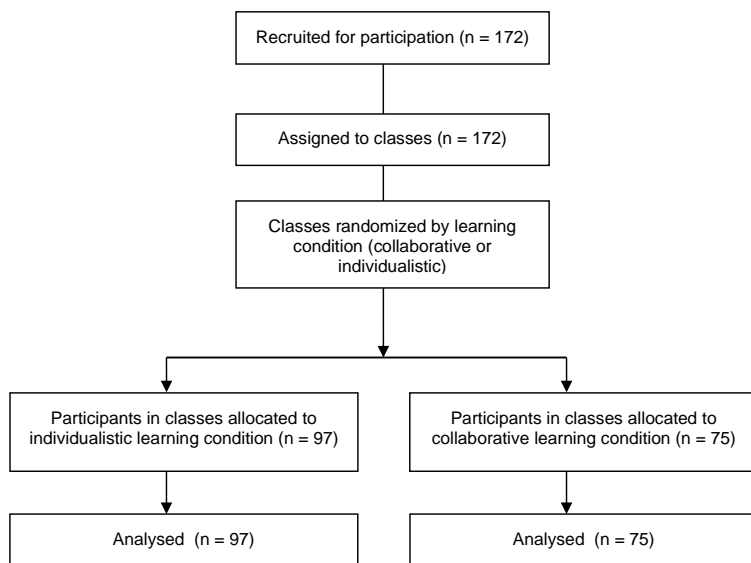 Recruited for participation (n = 172)
Assigned to classes (n = 172)
Classes randomized by learning
condition (collaborative or
individualistic)
Participants in classes allocated to
individualistic learning condition (n = 97)
Participants in classes allocated to
collaborative learning condition (n = 75)
Analysed (n = 97)
Analysed (n = 75)